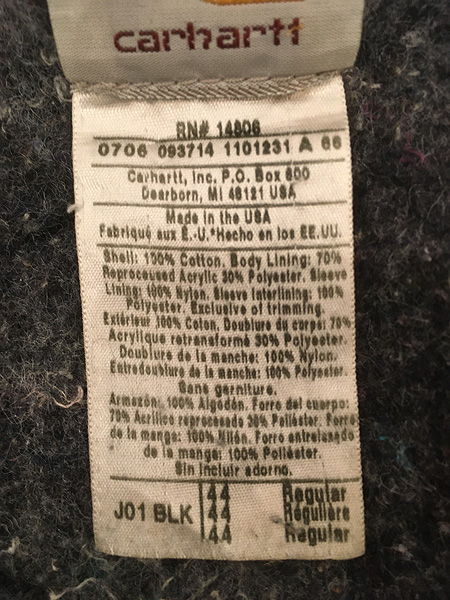 carhartt
RN# 14806
0706 093714 1101231 A 66
Carhartt, Inc. P.O. Box 600
Dearborn, MI 48121 USA
Made in the USA
Fabriqué aux É.-U.*Hecho en los EE.UU.
Shell: 100% Cotton. Body Lining: 70%
Reprocessed Acrylic 30% Polyester. Sleeve
Lining: 100% Nylon. Sleeve Interlining: 100%
Polyester. Exclusive of trimming.
Extérieur 100% Coton. Doublure du corps: 70%
Acrylique retransformé 30% Polyester.
Doublure de la manche: 100% Nylon.
Entredoublure de la manche: 100% Polyester.
Sans garniture.
Armazón: 100% Algodón. Forro del cuerpo:
70% Acrílico reprocesado 30% Poliéster. Forro
de la manga: 100% Nilón. Forro entrelazado
de la manga: 100% Poliéster.
Sin incluir adorno.
J01 BLK
44 Regular
44 Régulière
44 Regular